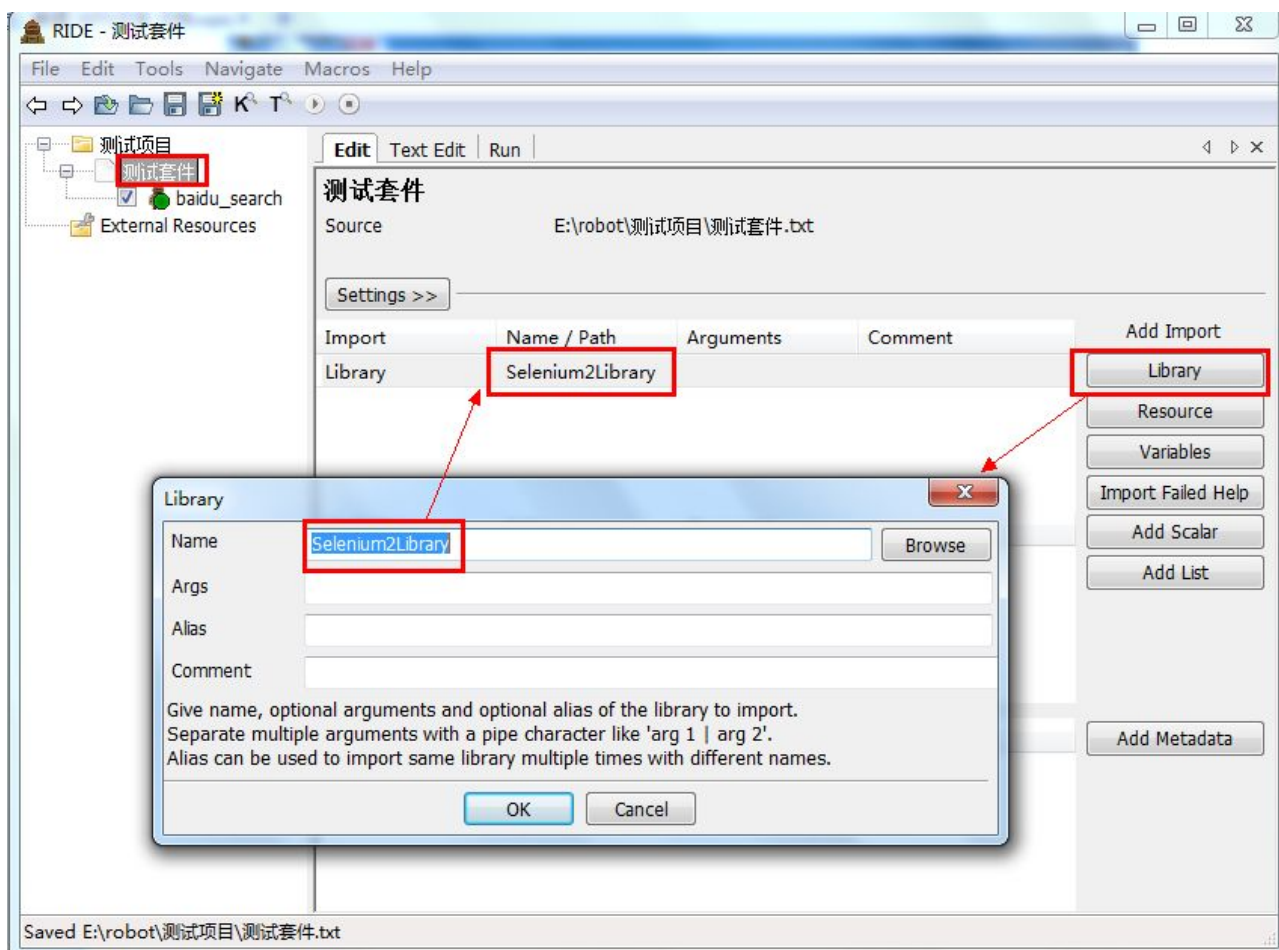 RIDE - 测试套件
File Edit Tools Navigate Macros Help
测试项目
测试套件
baidu_search
External Resources
Edit Text Edit Run
测试套件
Source E:\robot\测试项目\测试套件.txt
Settings >>
Import Name / Path Arguments Comment Add Import
Library Selenium2Library Library
Resource
Variables
Import Failed Help
Add Scalar
Add List
Add Metadata
Library
Name Selenium2Library Browse
Args
Alias
Comment
Give name, optional arguments and optional alias of the library to import.
Separate multiple arguments with a pipe character like 'arg 1 | arg 2'.
Alias can be used to import same library multiple times with different names.
OK Cancel
Saved E:\robot\测试项目\测试套件.txt